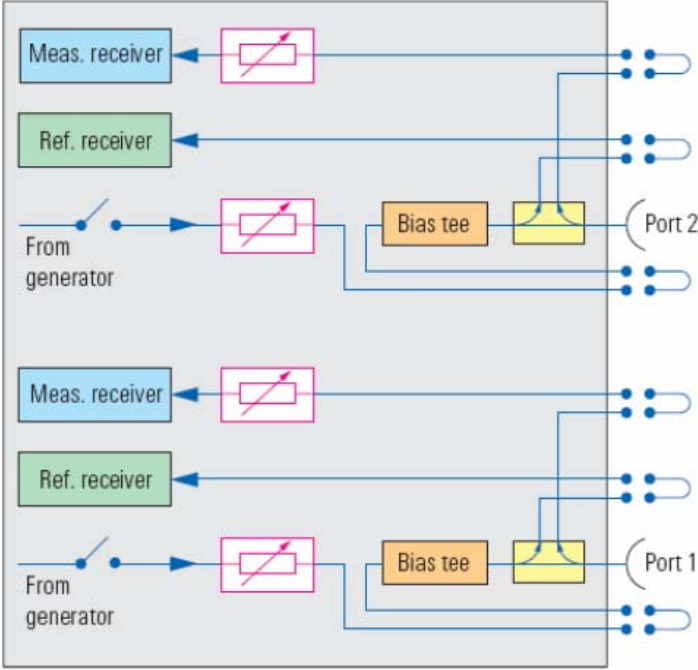 Meas. receiver
Ref. receiver
From
generator
Bias tee
Port 2
Meas. receiver
Ref. receiver
From
generator
Bias tee
Port 1